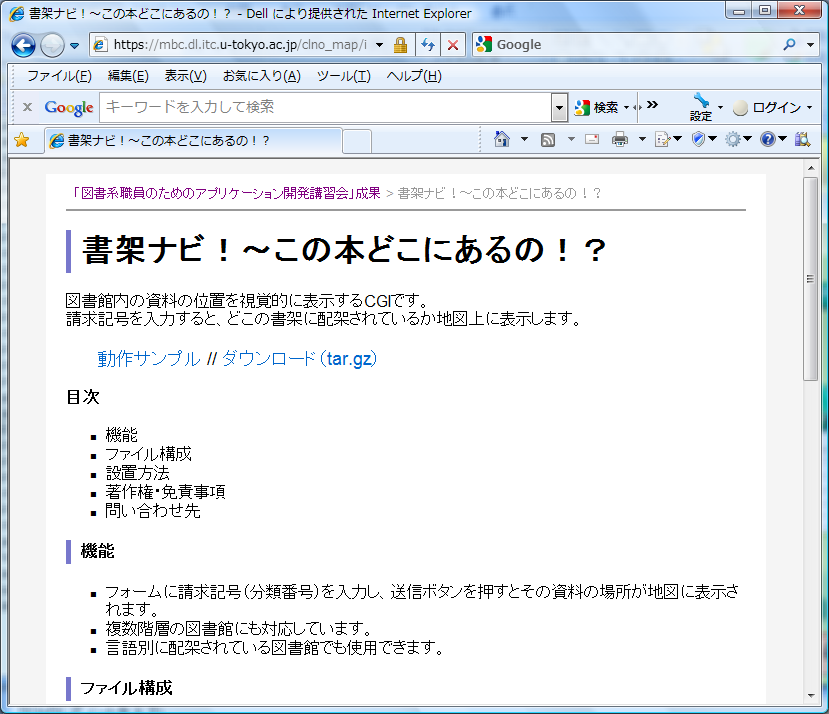 書架ナビ！～この本どこにあるの！？ - Dell により提供された Internet Explorer
https://mbc.dl.itc.u-tokyo.ac.jp/clno_map/i
Google
ファイル(F) 編集(E) 表示(V) お気に入り(A) ツール(T) ヘルプ(H)
x Google キーワードを入力して検索 検索 » 設定 ログイン
書架ナビ！～この本どこにあるの！？
「図書系職員のためのアプリケーション開発講習会」成果 > 書架ナビ！～この本どこにあるの！？
書架ナビ！～この本どこにあるの！？
図書館内の資料の位置を視覚的に表示するCGIです。
請求記号を入力すると、どこの書架に配架されているか地図上に表示します。
動作サンプル // ダウンロード（tar.gz）
目次
機能
ファイル構成
設置方法
著作権・免責事項
問い合わせ先
機能
フォームに請求記号（分類番号）を入力し、送信ボタンを押すとその資料の場所が地図に表示さ
れます。
複数階層の図書館にも対応しています。
言語別に配架されている図書館でも使用できます。
ファイル構成